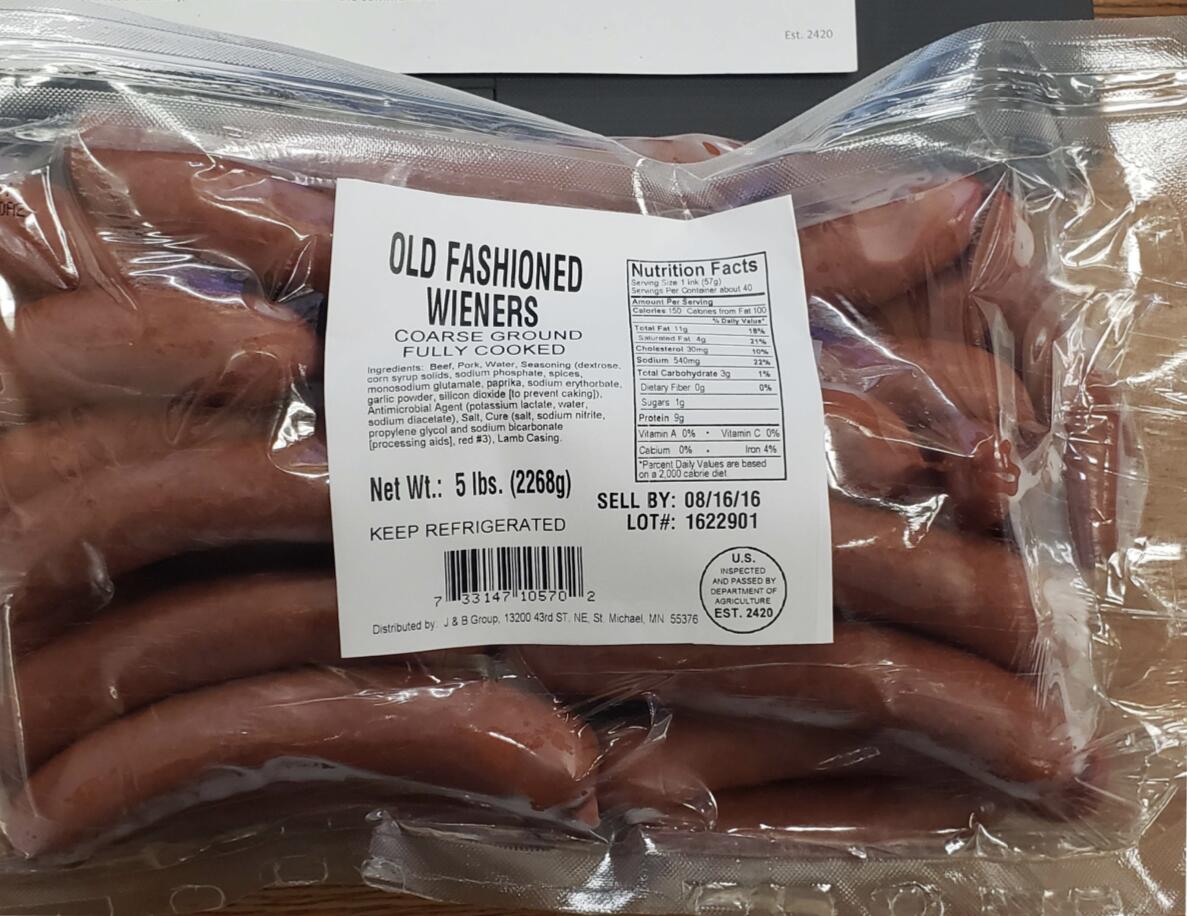 Est. 2420
OLD FASHIONED
WIENERS
COARSE GROUND
FULLY COOKED
Ingredients: Beef, Pork, Water, Seasoning (dextrose,
corn syrup solids, sodium phosphate, spices,
monosodium glutamate, paprika, sodium erythorbate,
garlic powder, silicon dioxide [to prevent caking]).
Antimicrobial Agent (potassium lactate, water,
sodium diacetate), Salt, Cure (salt, sodium nitrite,
propylene glycol and sodium bicarbonate
[processing aids], red #3), Lamb Casing.
Net Wt.: 5 lbs. (2268g)
KEEP REFRIGERATED
7 33147 10570 2
Distributed by: J & B Group, 13200 43rd ST. NE, St. Michael, MN 55376
Nutrition Facts
Serving Size 1 link (57g)
Servings Per Container about 40
Amount Per Serving
Calories 150 Calories from Fat 100
% Daily Value*
Total Fat 11g 18%
Saturated Fat 4g 21%
Cholesterol 30mg 10%
Sodium 540mg 22%
Total Carbohydrate 3g 1%
Dietary Fiber 0g 0%
Sugars 1g
Protein 9g
Vitamin A 0% • Vitamin C 0%
Calcium 0% • Iron 4%
*Percent Daily Values are based
on a 2,000 calorie diet
SELL BY: 08/16/16
LOT#: 1622901
U.S.
INSPECTED
AND PASSED BY
DEPARTMENT OF
AGRICULTURE
EST. 2420